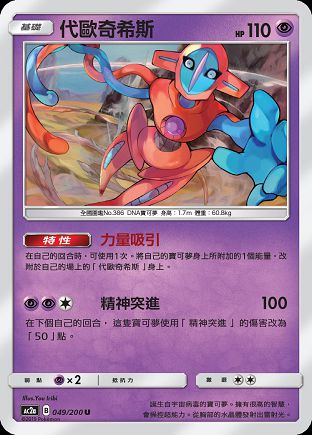 基礎 代歐奇希斯 HP 110
全國圖鑑No.386 DNA寶可夢 身高：1.7m 體重：60.8kg
特性 力量吸引
在自己的回合時，可使用1次。將自己的寶可夢身上所附加的1個能量，改
附於自己的場上的「代歐奇希斯」身上。
精神突進 100
在下個自己的回合，這隻寶可夢使用「精神突進」的傷害改為
「50」點。
弱點 ×2 抵抗力 撤退
Illus.You Iribi
AC2a B 049/200 U
©2019 Pokémon
誕生自宇宙病毒的寶可夢。擁有很高的智慧，
會操控超能力。從胸部的水晶體發射出雷射光。